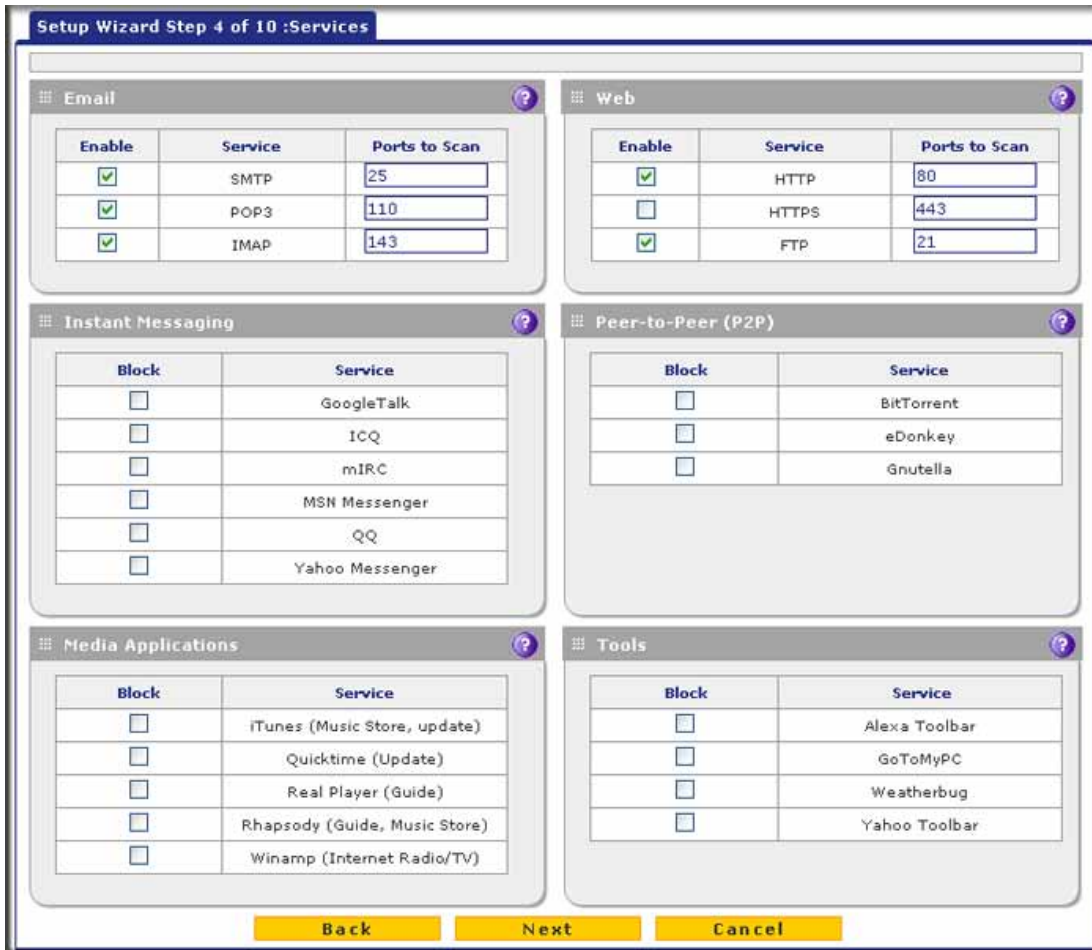 Setup Wizard Step 4 of 10 :Services
Email
?
Enable Service Ports to Scan
SMTP 25
POP3 110
IMAP 143
Web
?
Enable Service Ports to Scan
HTTP 80
HTTPS 443
FTP 21
Instant Messaging
?
Block Service
GoogleTalk
ICQ
mIRC
MSN Messenger
QQ
Yahoo Messenger
Peer-to-Peer (P2P)
?
Block Service
BitTorrent
eDonkey
Gnutella
Media Applications
?
Block Service
iTunes (Music Store, update)
Quicktime (Update)
Real Player (Guide)
Rhapsody (Guide, Music Store)
Winamp (Internet Radio/TV)
Tools
?
Block Service
Alexa Toolbar
GoToMyPC
Weatherbug
Yahoo Toolbar
Back Next Cancel